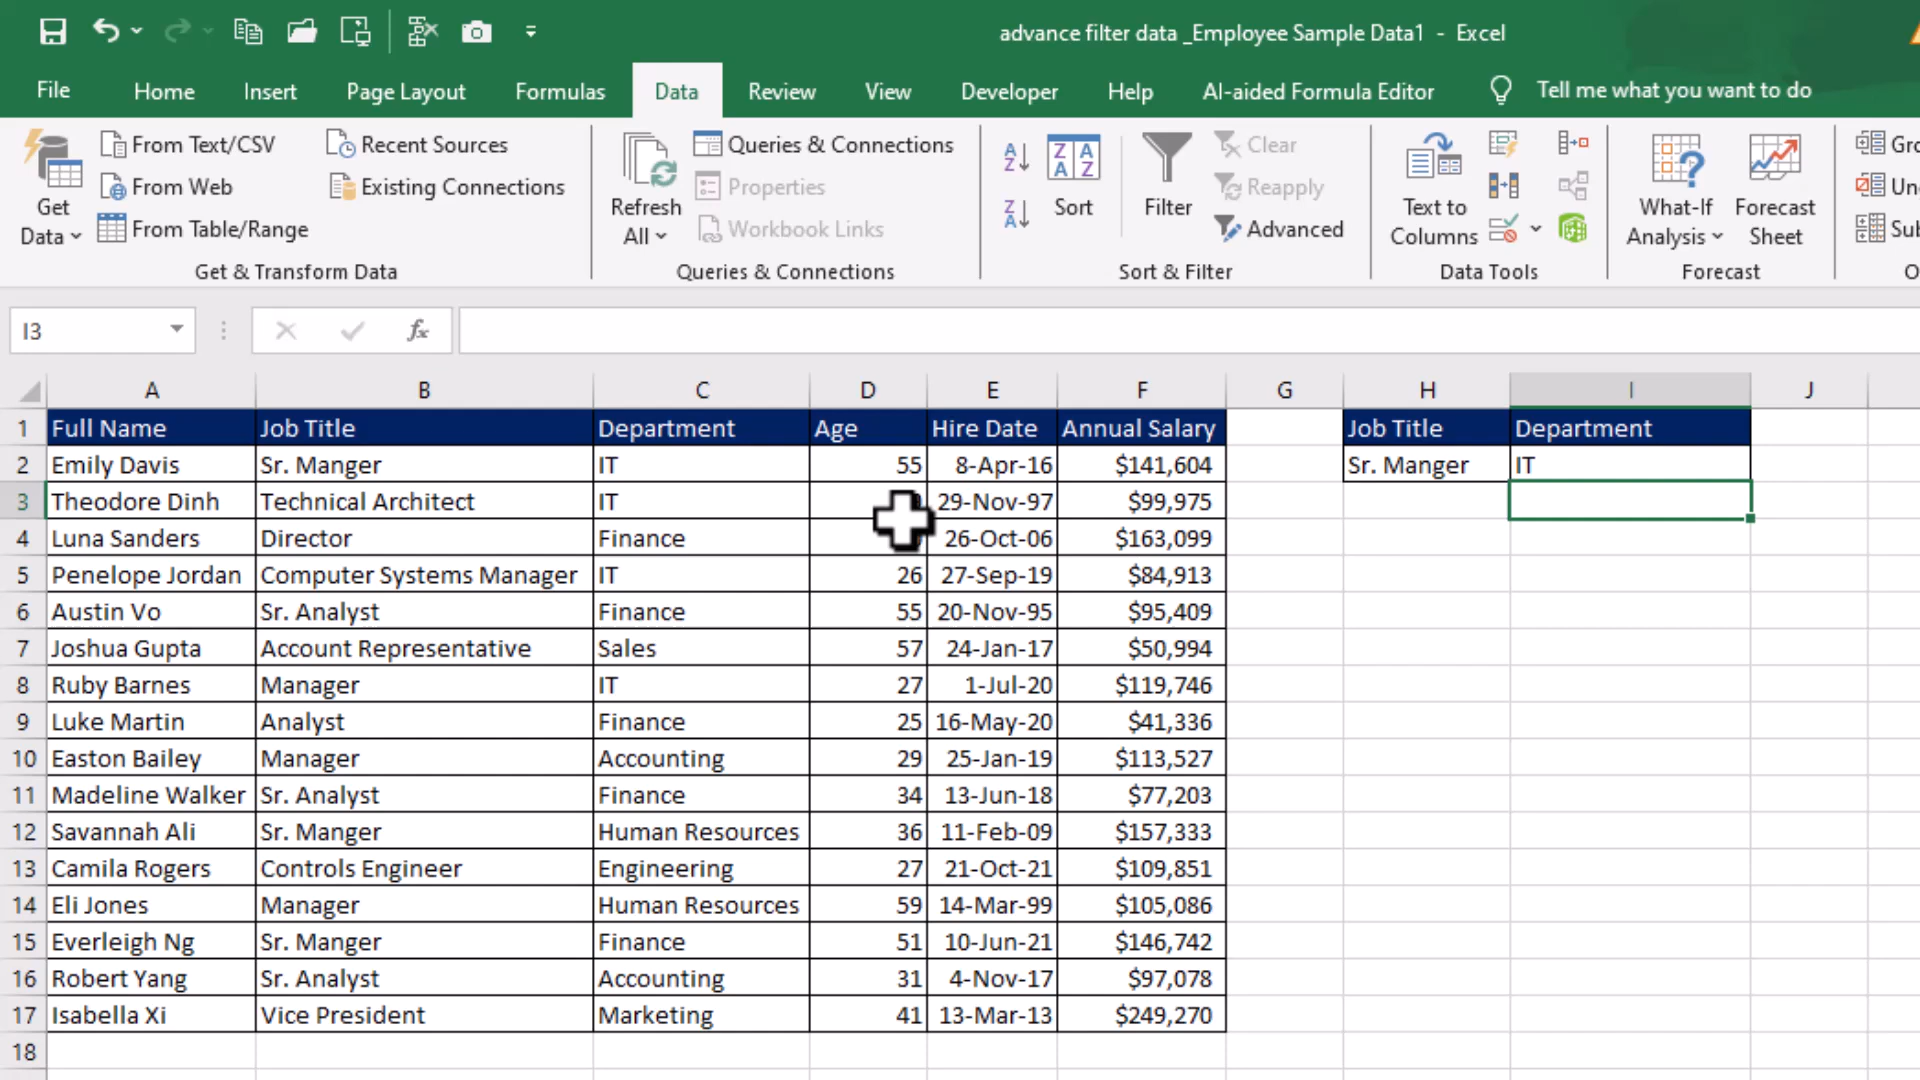 advance filter data _Employee Sample Data1 - Excel
File Home Insert Page Layout Formulas Data Review View Developer Help AI-aided Formula Editor Tell me what you want to do
Get Data
From Text/CSV
From Web
From Table/Range
Recent Sources
Existing Connections
Get & Transform Data
Refresh All
Queries & Connections
Properties
Workbook Links
Queries & Connections
Sort
Filter
Clear
Reapply
Advanced
Sort & Filter
Text to Columns
Data Tools
What-If Analysis
Forecast Sheet
Forecast
I3 fx
A B C D E F G H I J
1 Full Name Job Title Department Age Hire Date Annual Salary Job Title Department
2 Emily Davis Sr. Manger IT 55 8-Apr-16 $141,604 Sr. Manger IT
3 Theodore Dinh Technical Architect IT 29-Nov-97 $99,975
4 Luna Sanders Director Finance 26-Oct-06 $163,099
5 Penelope Jordan Computer Systems Manager IT 26 27-Sep-19 $84,913
6 Austin Vo Sr. Analyst Finance 55 20-Nov-95 $95,409
7 Joshua Gupta Account Representative Sales 57 24-Jan-17 $50,994
8 Ruby Barnes Manager IT 27 1-Jul-20 $119,746
9 Luke Martin Analyst Finance 25 16-May-20 $41,336
10 Easton Bailey Manager Accounting 29 25-Jan-19 $113,527
11 Madeline Walker Sr. Analyst Finance 34 13-Jun-18 $77,203
12 Savannah Ali Sr. Manger Human Resources 36 11-Feb-09 $157,333
13 Camila Rogers Controls Engineer Engineering 27 21-Oct-21 $109,851
14 Eli Jones Manager Human Resources 59 14-Mar-99 $105,086
15 Everleigh Ng Sr. Manger Finance 51 10-Jun-21 $146,742
16 Robert Yang Sr. Analyst Accounting 31 4-Nov-17 $97,078
17 Isabella Xi Vice President Marketing 41 13-Mar-13 $249,270
18